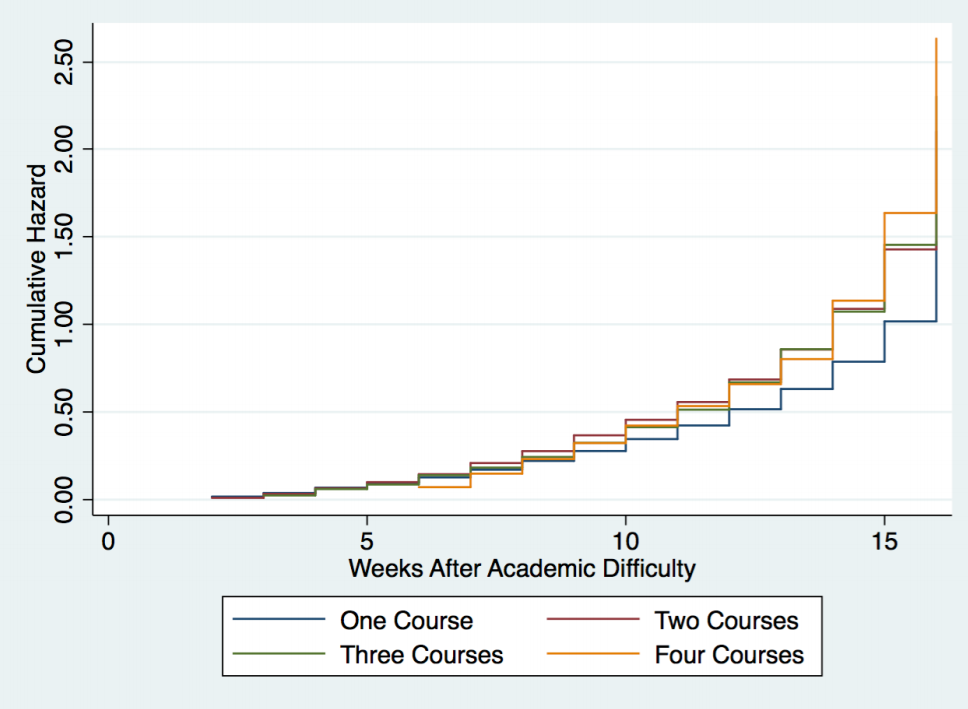 Cumulative Hazard
2.50
2.00
1.50
1.00
0.50
0.00
0 5 10 15
Weeks After Academic Difficulty
One Course Two Courses
Three Courses Four Courses